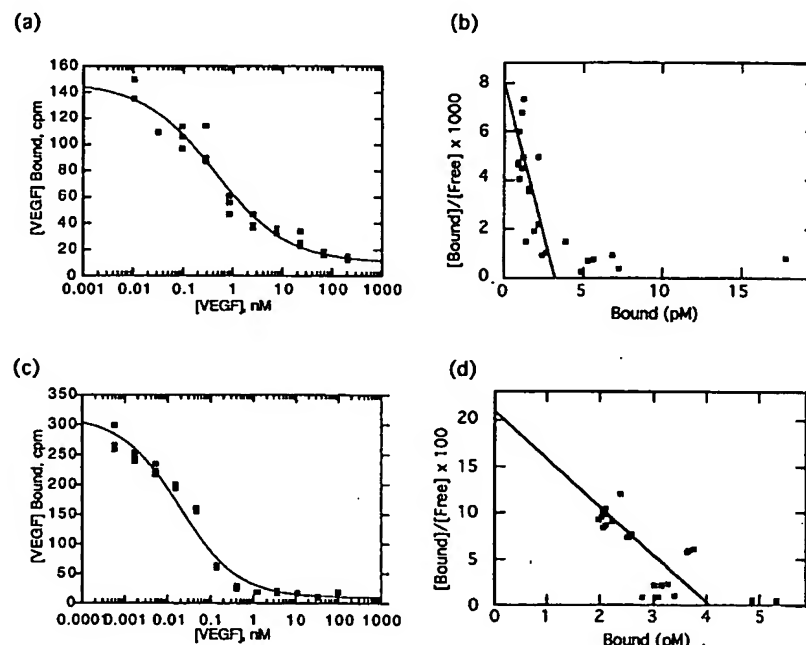 (a)
[VEGF] Bound, cpm
160
140
120
100
80
60
40
20
0
0.001 0.01 0.1 1 10 100 1000
[VEGF], nM
(b)
[Bound]/[Free] x 1000
8
6
4
2
0
0 5 10 15
Bound (pM)
(c)
[VEGF] Bound, cpm
350
300
250
200
150
100
50
0
0.0001 0.001 0.01 0.1 1 10 100 1000
[VEGF], nM
(d)
[Bound]/[Free] x 100
20
15
10
5
0
0 1 2 3 4 5
Bound (pM)